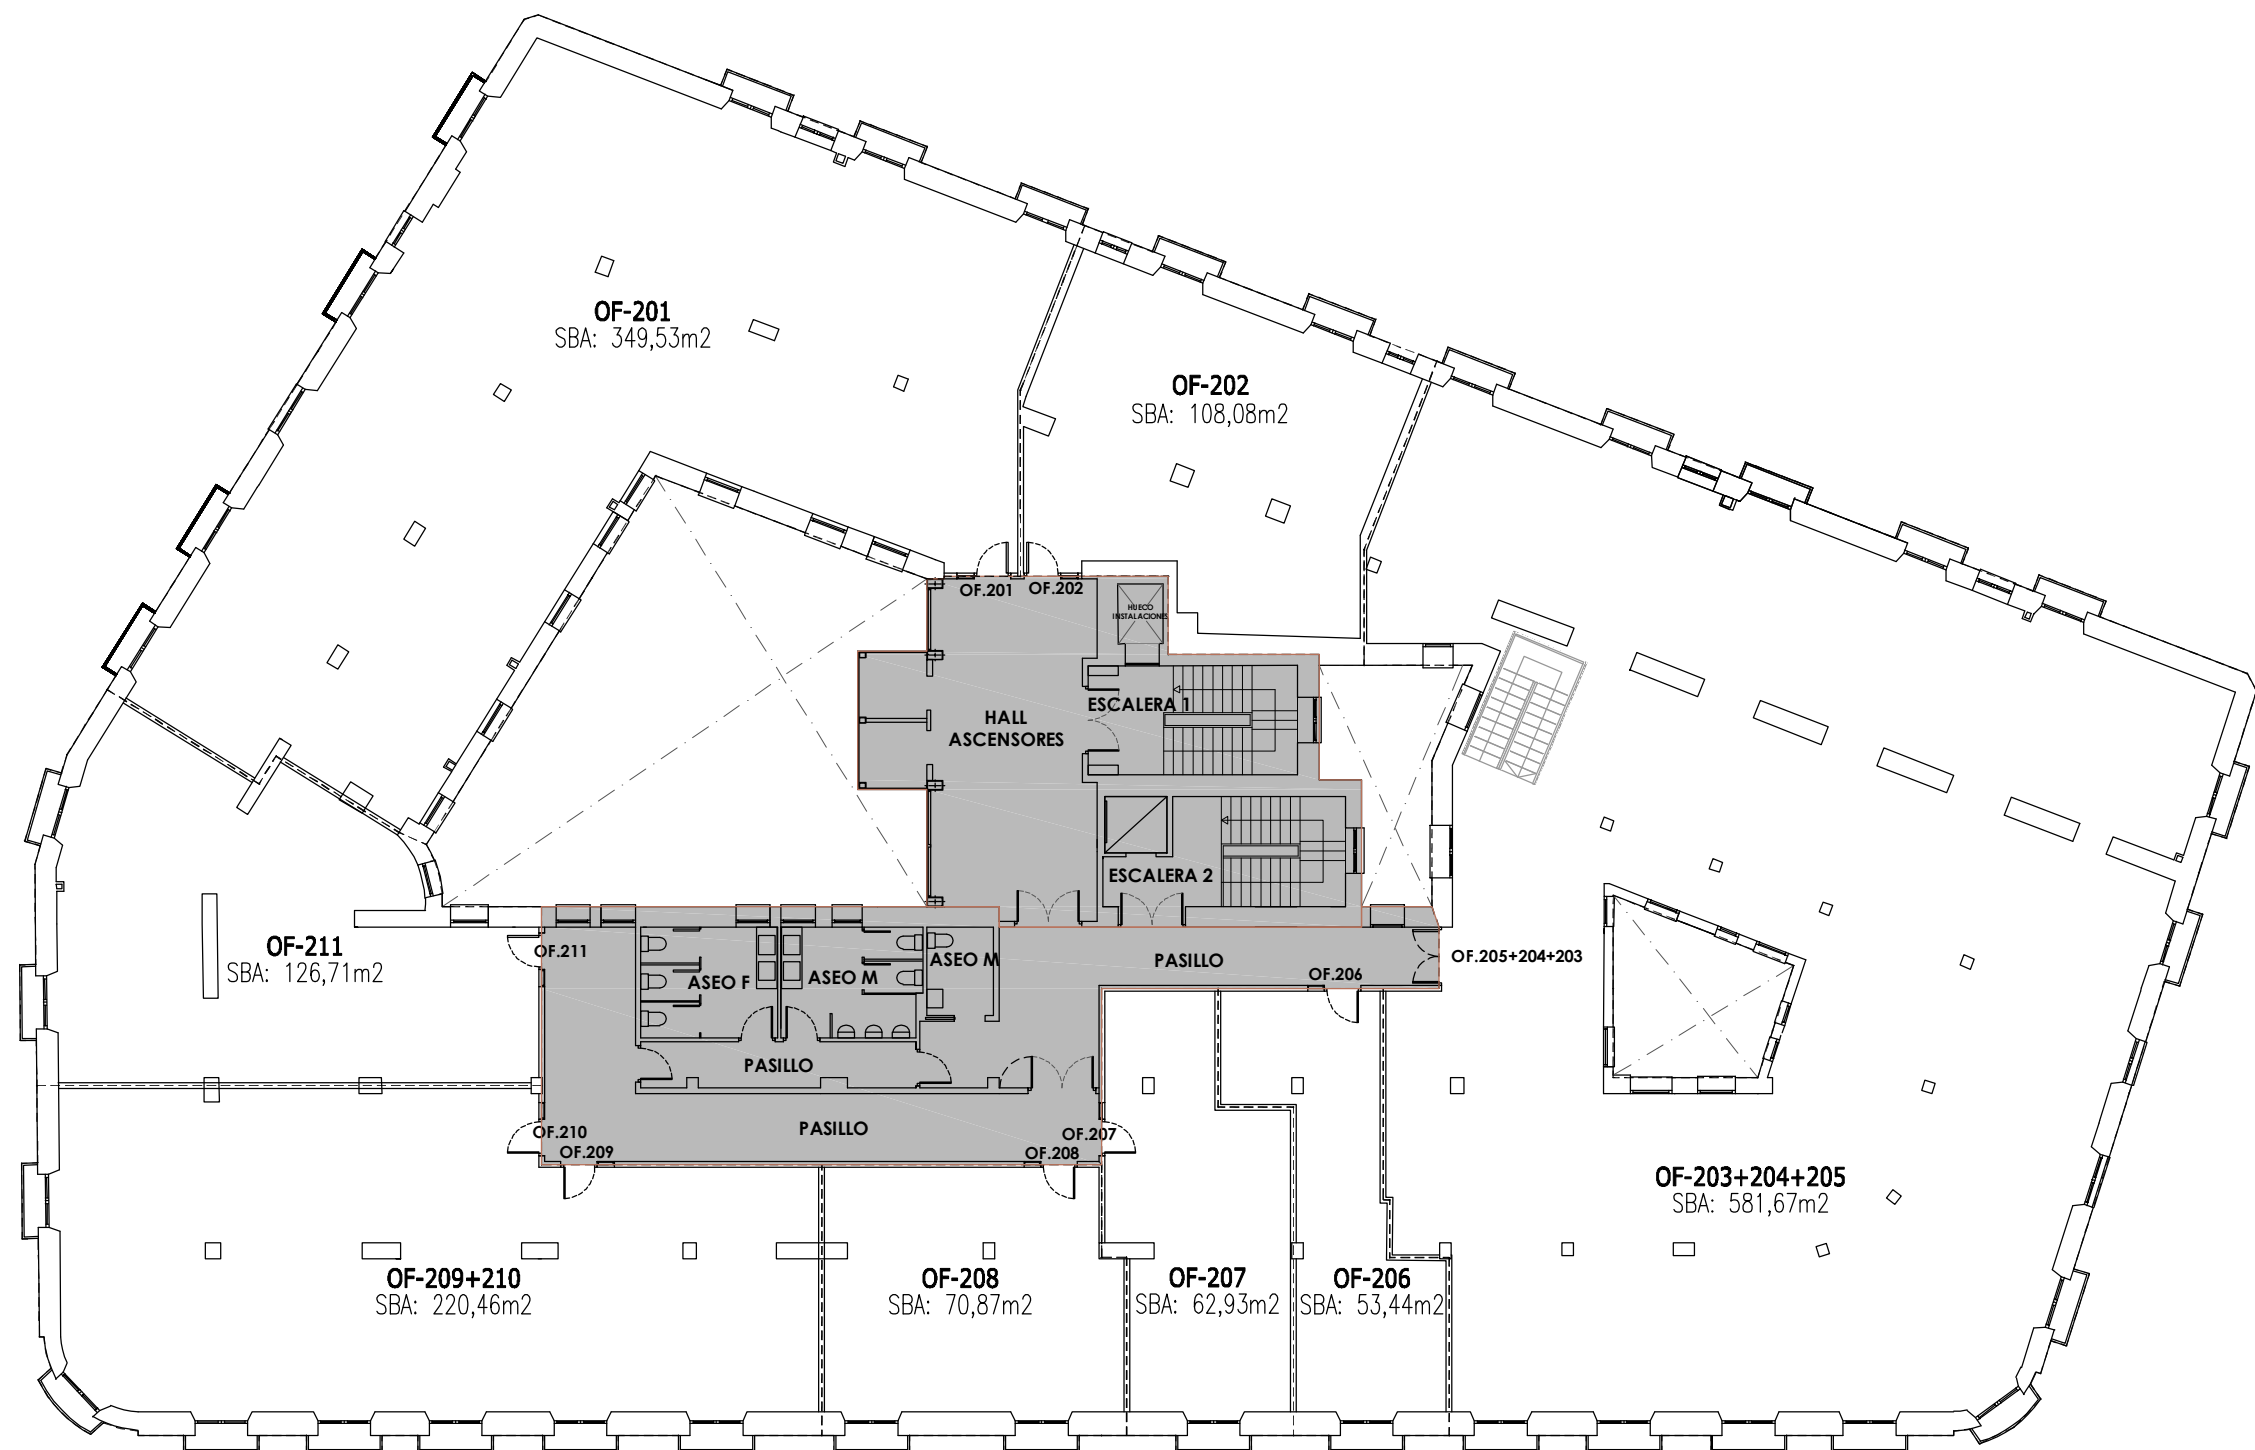 OF-201
SBA: 349,53m2
OF-202
SBA: 108,08m2
OF.201
OF.202
HUECO
INSTALACIONES
ESCALERA 1
HALL
ASCENSORES
ESCALERA 2
OF-211
SBA: 126,71m2
OF.211
ASEO F
ASEO M
ASEO M
PASILLO
OF.206
OF.205+204+203
PASILLO
PASILLO
OF.210
OF.209
OF.208
OF.207
OF-203+204+205
SBA: 581,67m2
OF-209+210
SBA: 220,46m2
OF-208
SBA: 70,87m2
OF-207
SBA: 62,93m2
OF-206
SBA: 53,44m2